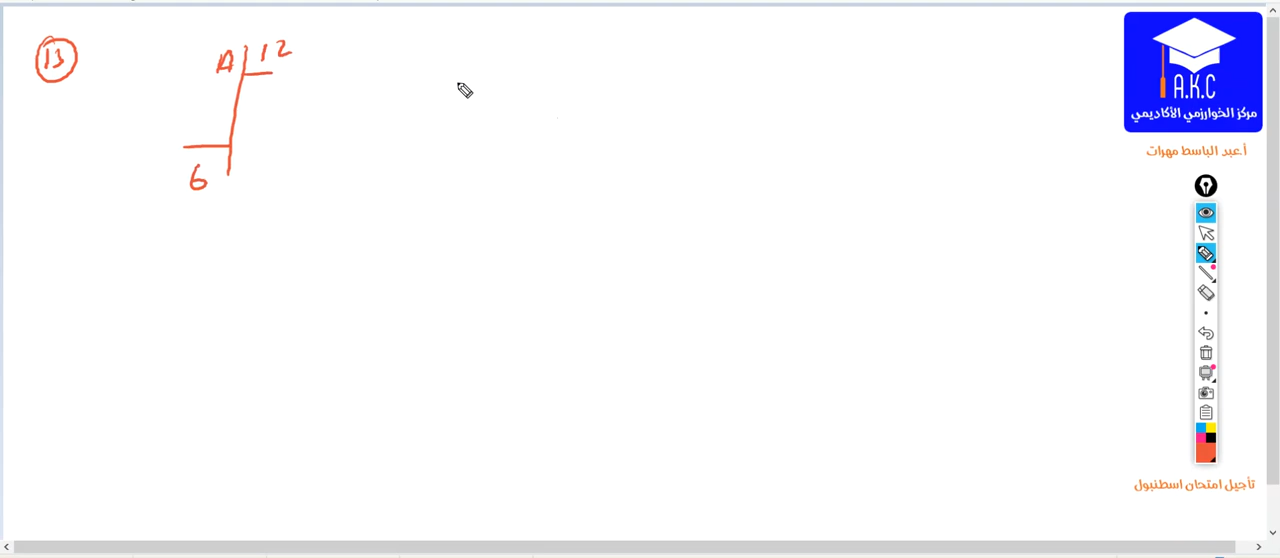 13
A 12
6
A.K.C
مركز الخوارزمي الأكاديمي
أ.عبد الباسط مهرات
تأجيل امتحان اسطنبول